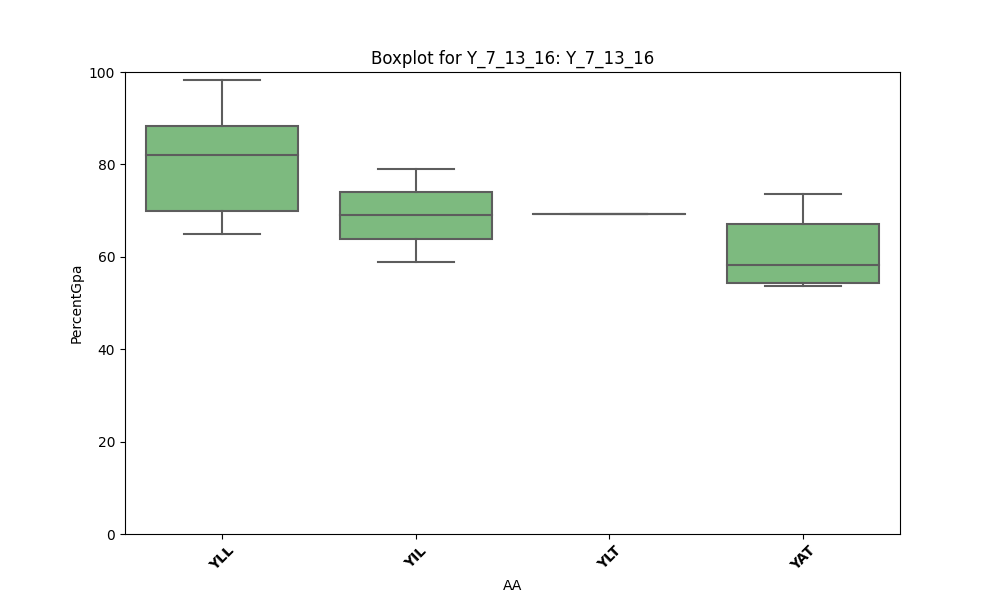 Boxplot for Y_7_13_16: Y_7_13_16
100
80
60
40
20
0
PercentGpa
YLL
YIL
YLT
YAT
AA